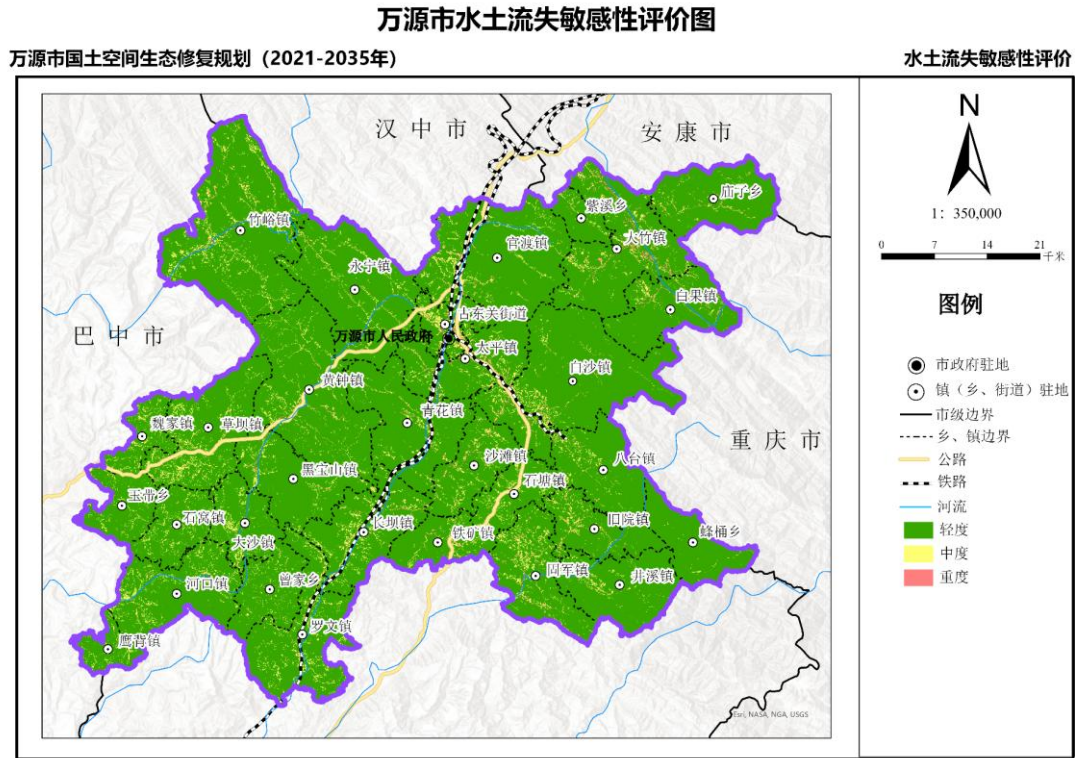 万源市水土流失敏感性评价图
万源市国土空间生态修复规划（2021-2035年）
水土流失敏感性评价
汉中市
安康市
巴中市
重庆市
庙子乡
紫溪乡
竹峪镇
大竹镇
官渡镇
永宁镇
白果镇
古东关街道
万源市人民政府
太平镇
白沙镇
黄钟镇
青花镇
魏家镇
草坝镇
沙滩镇
八台镇
黑宝山镇
石塘镇
玉带乡
石窝镇
大沙镇
长坝镇
铁矿镇
旧院镇
蜂桶乡
固军镇
井溪镇
河口镇
曾家乡
罗文镇
鹰背镇
Esri, NASA, NGA, USGS
N
1: 350,000
0 7 14 21
千米
图例
市政府驻地
镇（乡、街道）驻地
市级边界
乡、镇边界
公路
铁路
河流
轻度
中度
重度